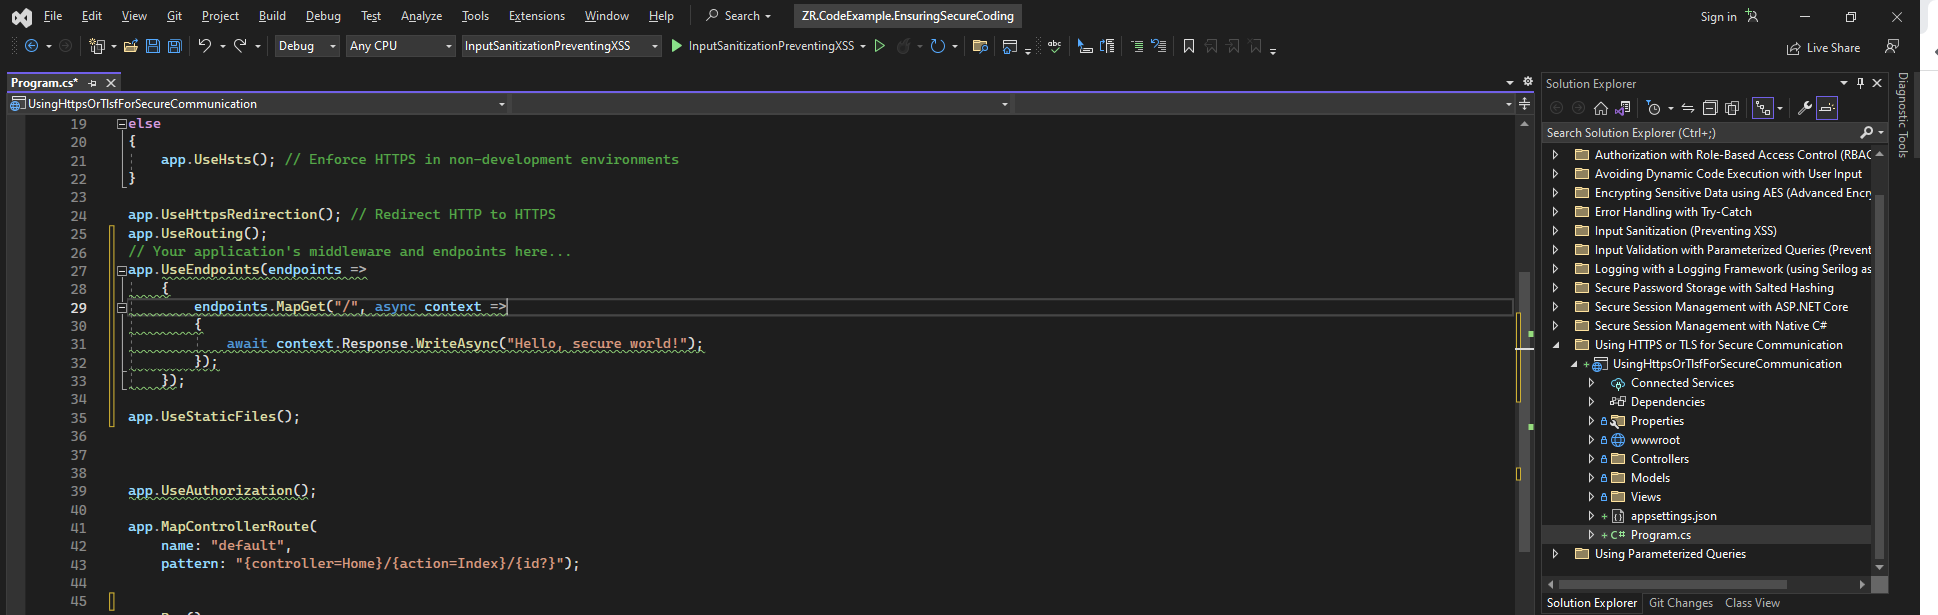 File Edit View Git Project Build Debug Test Analyze Tools Extensions Window Help Search ZR.CodeExample.EnsuringSecureCoding Sign in
Debug Any CPU InputSanitizationPreventingXSS InputSanitizationPreventingXSS Live Share
Program.cs*
UsingHttpsOrTlsfForSecureCommunication
19 else
20 {
21 app.UseHsts(); // Enforce HTTPS in non-development environments
22 }
23
24 app.UseHttpsRedirection(); // Redirect HTTP to HTTPS
25 app.UseRouting();
26 // Your application's middleware and endpoints here...
27 app.UseEndpoints(endpoints =>
28 {
29 endpoints.MapGet("/", async context =>
30 {
31 await context.Response.WriteAsync("Hello, secure world!");
32 });
33 });
34
35 app.UseStaticFiles();
36
37
38
39 app.UseAuthorization();
40
41 app.MapControllerRoute(
42 name: "default",
43 pattern: "{controller=Home}/{action=Index}/{id?}");
44
45
Solution Explorer
Search Solution Explorer (Ctrl+;)
Authorization with Role-Based Access Control (RBAC
Avoiding Dynamic Code Execution with User Input
Encrypting Sensitive Data using AES (Advanced Encry
Error Handling with Try-Catch
Input Sanitization (Preventing XSS)
Input Validation with Parameterized Queries (Prevent
Logging with a Logging Framework (using Serilog as
Secure Password Storage with Salted Hashing
Secure Session Management with ASP.NET Core
Secure Session Management with Native C#
Using HTTPS or TLS for Secure Communication
UsingHttpsOrTlsfForSecureCommunication
Connected Services
Dependencies
Properties
wwwroot
Controllers
Models
Views
appsettings.json
C# Program.cs
Using Parameterized Queries
Solution Explorer Git Changes Class View
Diagnostic Tools